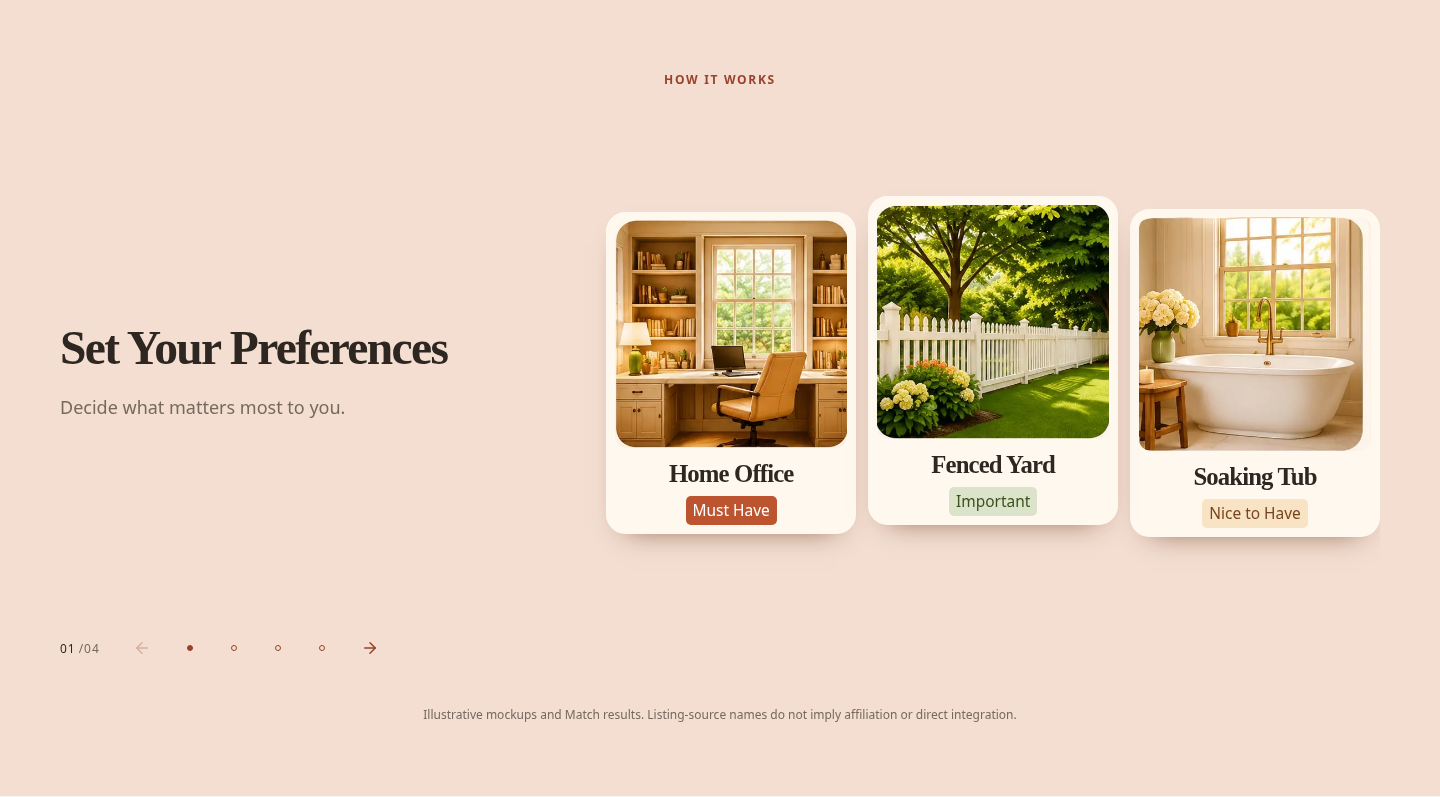 HOW IT WORKS
Set Your Preferences
Decide what matters most to you.
Home Office
Must Have
Fenced Yard
Important
Soaking Tub
Nice to Have
01 /04
Illustrative mockups and Match results. Listing-source names do not imply affiliation or direct integration.